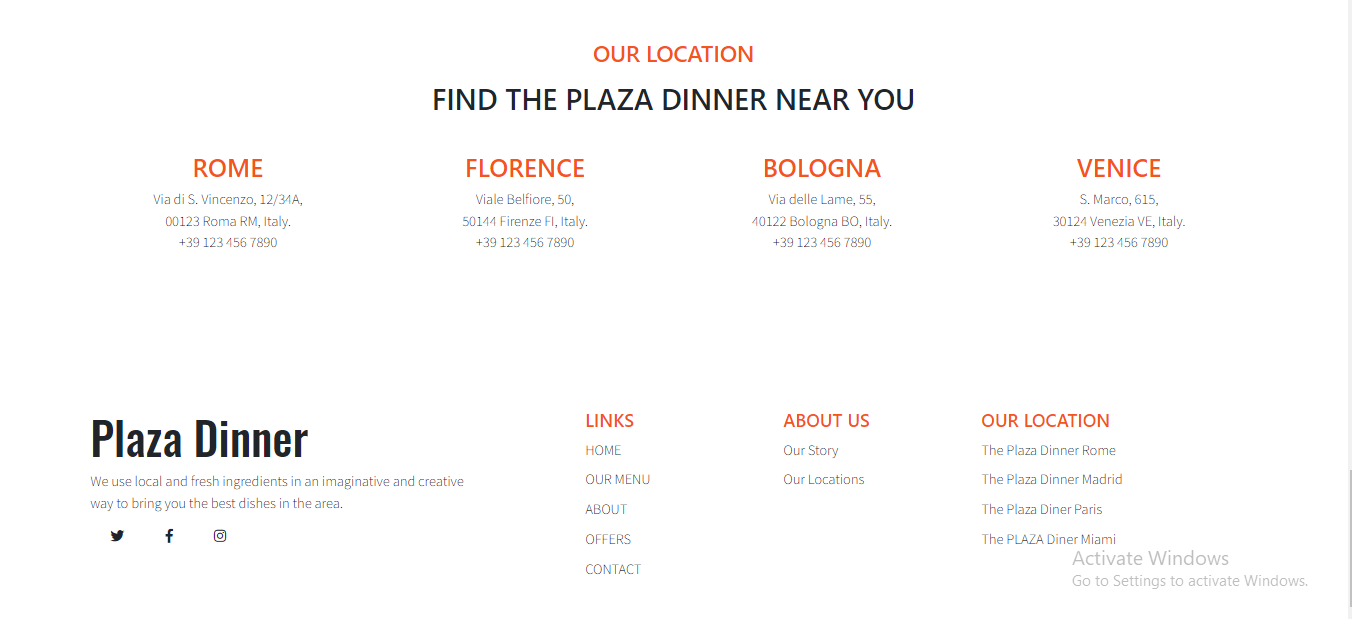 OUR LOCATION
FIND THE PLAZA DINNER NEAR YOU
ROME
Via di S. Vincenzo, 12/34A,
00123 Roma RM, Italy.
+39 123 456 7890
FLORENCE
Viale Belfiore, 50,
50144 Firenze FI, Italy.
+39 123 456 7890
BOLOGNA
Via delle Lame, 55,
40122 Bologna BO, Italy.
+39 123 456 7890
VENICE
S. Marco, 615,
30124 Venezia VE, Italy.
+39 123 456 7890
Plaza Dinner
We use local and fresh ingredients in an imaginative and creative
way to bring you the best dishes in the area.
LINKS
HOME
OUR MENU
ABOUT
OFFERS
CONTACT
ABOUT US
Our Story
Our Locations
OUR LOCATION
The Plaza Dinner Rome
The Plaza Dinner Madrid
The Plaza Diner Paris
The PLAZA Diner Miami
Activate Windows
Go to Settings to activate Windows.